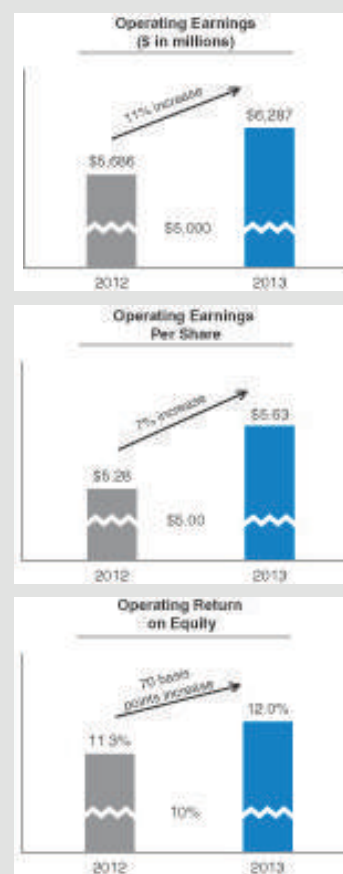 Operating Earnings
($ in millions)
11% increase
$6,287
$5,686
$5,000
2012
2013
Operating Earnings
Per Share
7% increase
$5.63
$5.28
$5.00
2012
2013
Operating Return
on Equity
70 basis
points increase
12.0%
11.3%
10%
2012
2013